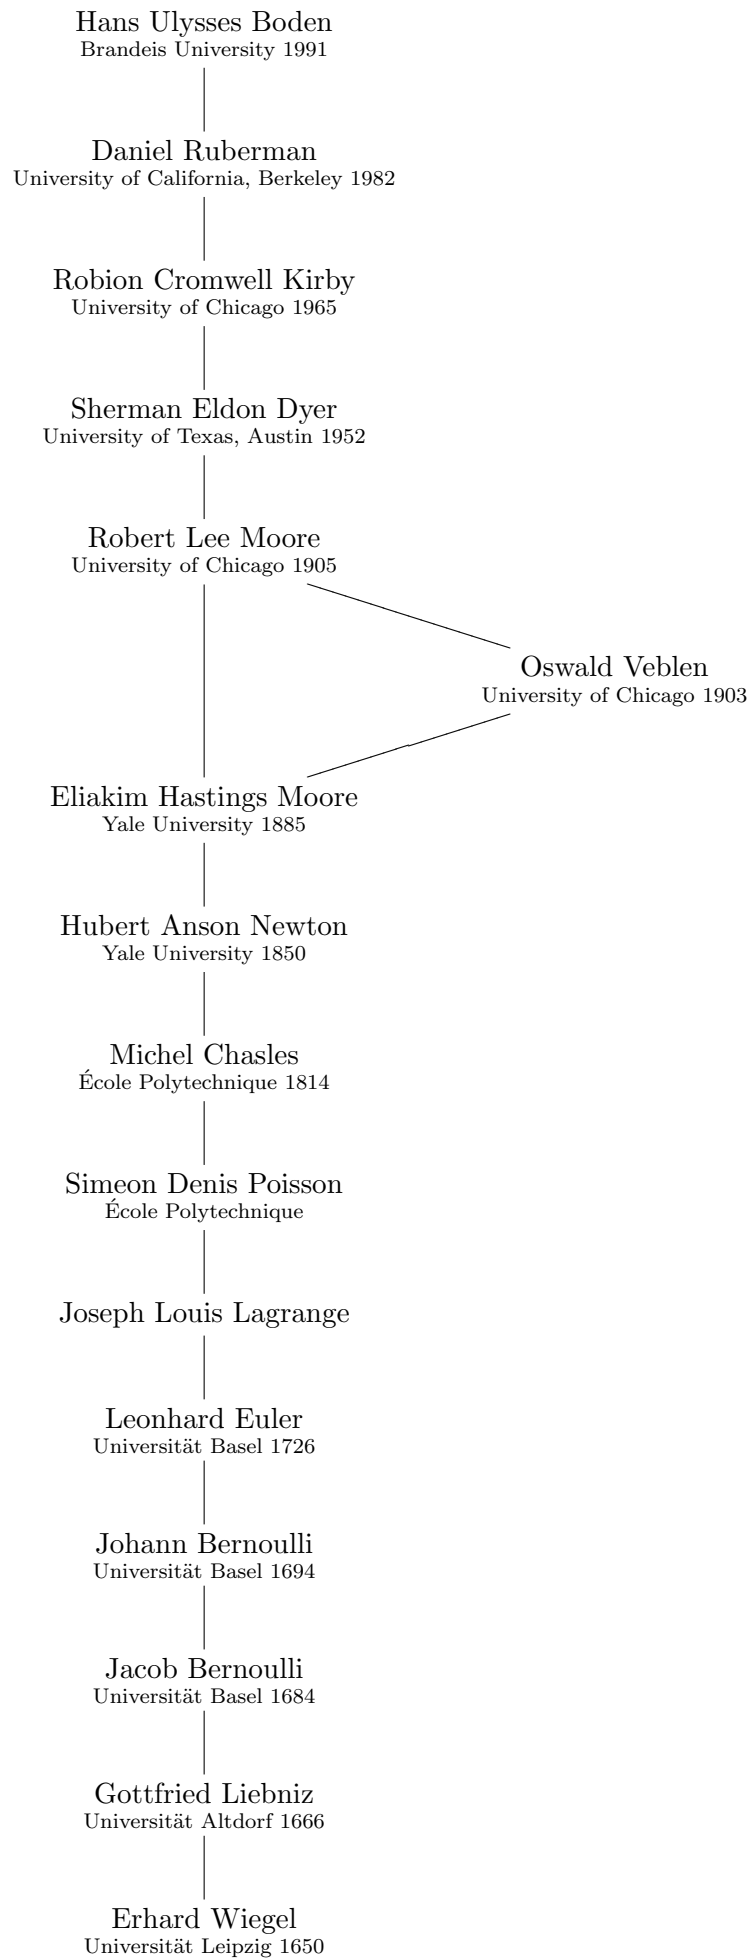 Hans Ulysses Boden
Brandeis University 1991
Daniel Ruberman
University of California, Berkeley 1982
Robion Cromwell Kirby
University of Chicago 1965
Sherman Eldon Dyer
University of Texas, Austin 1952
Robert Lee Moore
University of Chicago 1905
Oswald Veblen
University of Chicago 1903
Eliakim Hastings Moore
Yale University 1885
Hubert Anson Newton
Yale University 1850
Michel Chasles
École Polytechnique 1814
Simeon Denis Poisson
École Polytechnique
Joseph Louis Lagrange
Leonhard Euler
Universität Basel 1726
Johann Bernoulli
Universität Basel 1694
Jacob Bernoulli
Universität Basel 1684
Gottfried Liebniz
Universität Altdorf 1666
Erhard Wiegel
Universität Leipzig 1650